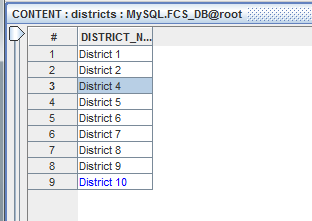 CONTENT : districts : MySQL.FCS_DB@root
# DISTRICT_N...
1 District 1
2 District 2
3 District 4
4 District 5
5 District 6
6 District 7
7 District 8
8 District 9
9 District 10